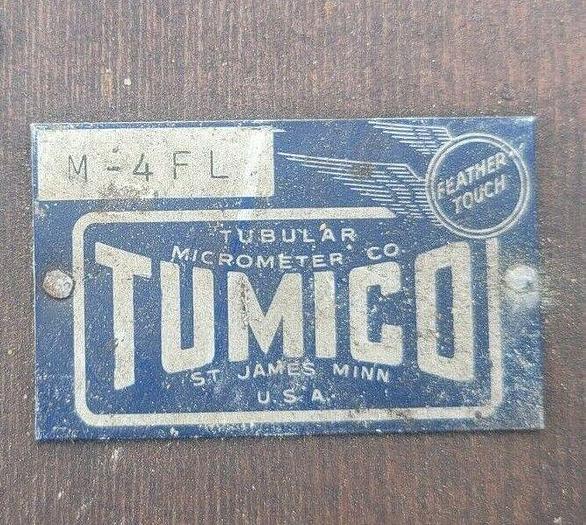 M-4FL
FEATHER
TOUCH
TUBULAR
MICROMETER CO
TUMICO
ST JAMES MINN
U.S.A.